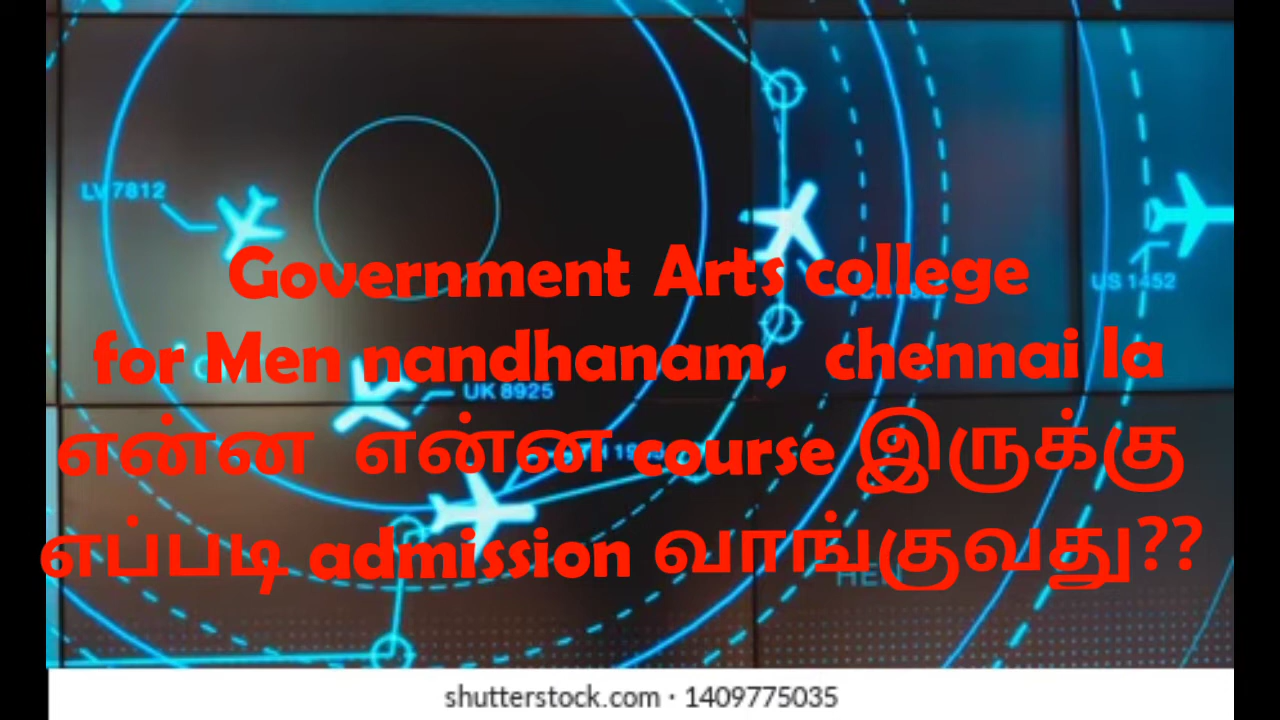 LV 7812
Government Arts college
US 1452
for Men nandhanam, chennai la
UK 8925
என்ன என்ன course இருக்கு
எப்படி admission வாங்குவது??
shutterstock.com · 1409775035